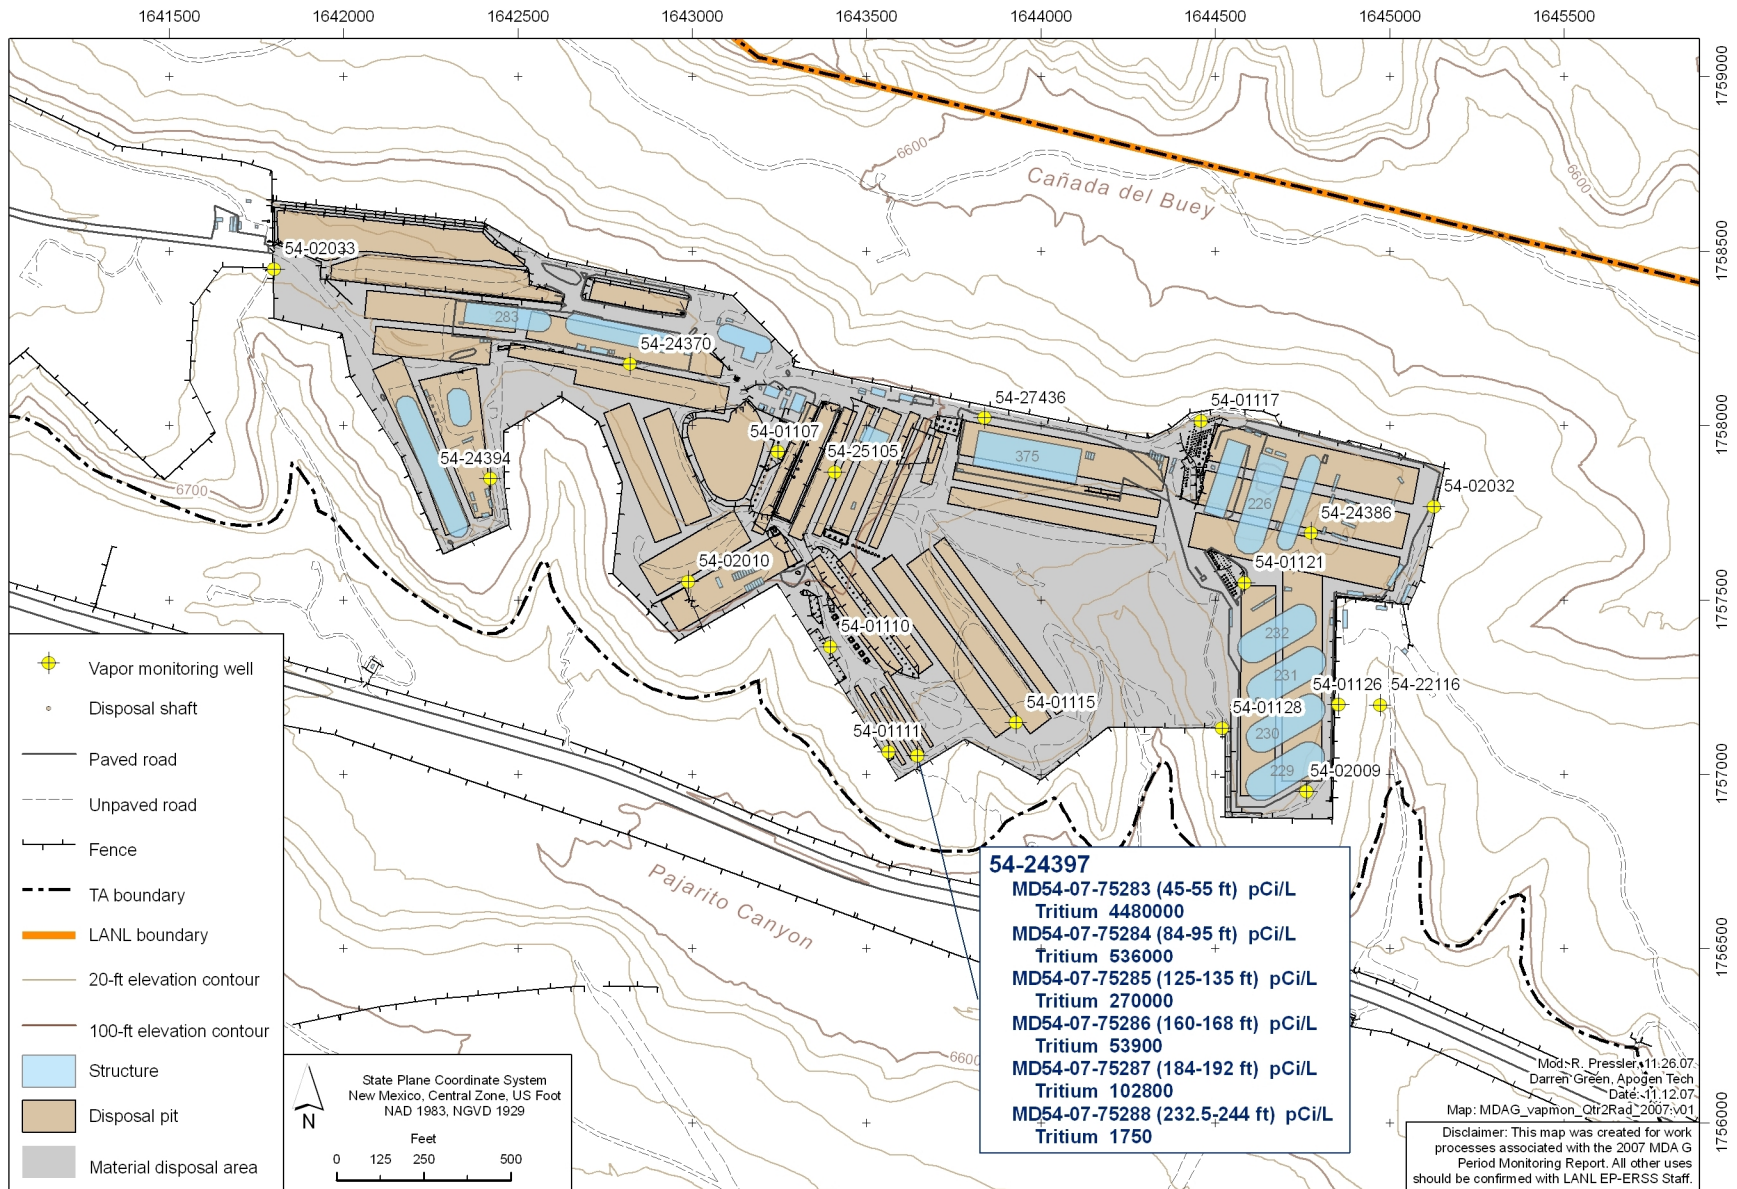 1641500 1642000 1642500 1643000 1643500 1644000 1644500 1645000 1645500
1759000
1758500
1758000
1757500
1757000
1756500
1756000
6600
6600
Cañada del Buey
54-02033
283
54-24370
54-27436
54-01117
54-01107
54-25105
375
54-24394
6700
54-02032
226
54-24386
54-02010
54-01121
54-01110
232
231
54-01126 54-22116
54-01115
54-01128
54-01111
230
229
54-02009
Pajarito Canyon
6600
54-24397
MD54-07-75283 (45-55 ft) pCi/L
Tritium 4480000
MD54-07-75284 (84-95 ft) pCi/L
Tritium 536000
MD54-07-75285 (125-135 ft) pCi/L
Tritium 270000
MD54-07-75286 (160-168 ft) pCi/L
Tritium 53900
MD54-07-75287 (184-192 ft) pCi/L
Tritium 102800
MD54-07-75288 (232.5-244 ft) pCi/L
Tritium 1750
Vapor monitoring well
Disposal shaft
Paved road
Unpaved road
Fence
TA boundary
LANL boundary
20-ft elevation contour
100-ft elevation contour
Structure
Disposal pit
Material disposal area
N
State Plane Coordinate System
New Mexico, Central Zone, US Foot
NAD 1983, NGVD 1929
Feet
0 125 250 500
Mod: R. Pressler, 11.26.07
Darren Green, Apogen Tech
Date: 11.12.07
Map: MDAG_vapmon_Qtr2Rad_2007:v01
Disclaimer: This map was created for work
processes associated with the 2007 MDA G
Period Monitoring Report. All other uses
should be confirmed with LANL EP-ERSS Staff.